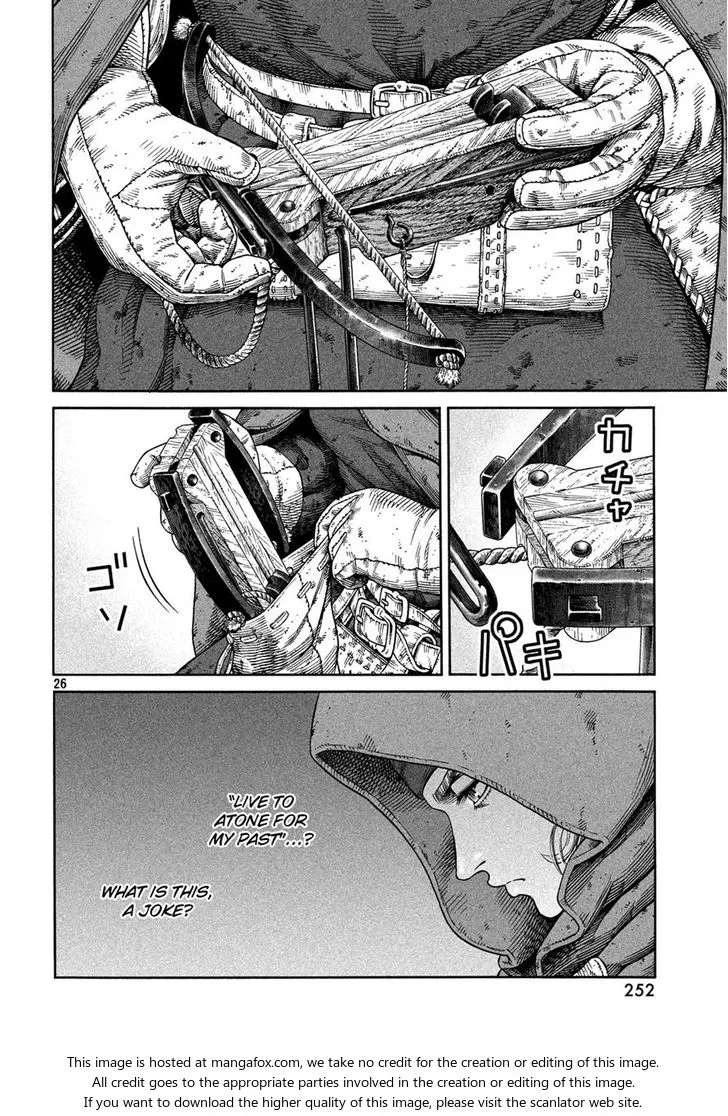 カチャ
パキ
ゴソ
26
"LIVE TO
ATONE FOR
MY PAST"...?
WHAT IS THIS,
A JOKE?
252
This image is hosted at mangafox.com, we take no credit for the creation or editing of this image.
All credit goes to the appropriate parties involved in the creation or editing of this image.
If you want to download the higher quality of this image, please visit the scanlator web site.